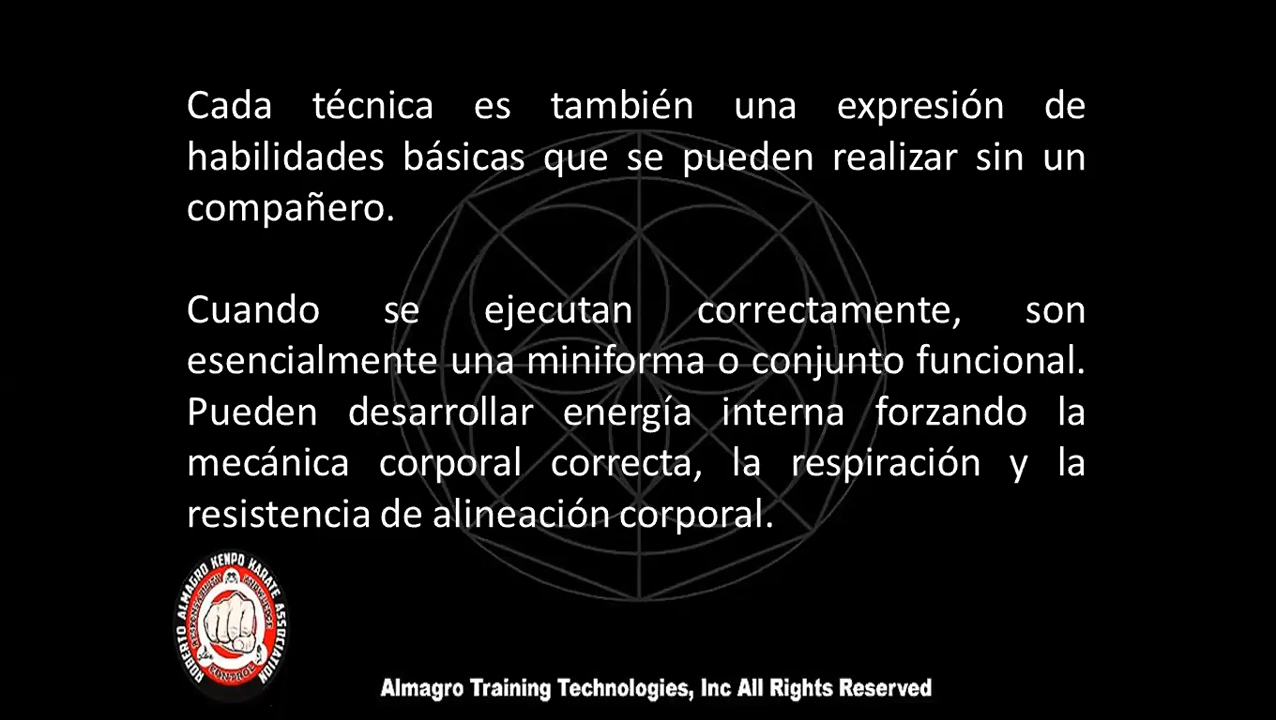 Cada técnica es también una expresión de
habilidades básicas que se pueden realizar sin un
compañero.
Cuando se ejecutan correctamente, son
esencialmente una miniforma o conjunto funcional.
Pueden desarrollar energía interna forzando la
mecánica corporal correcta, la respiración y la
resistencia de alineación corporal.
ROBERTO ALMAGRO KENPO KARATE ASSOCIATION
CONTROL
Almagro Training Technologies, Inc All Rights Reserved